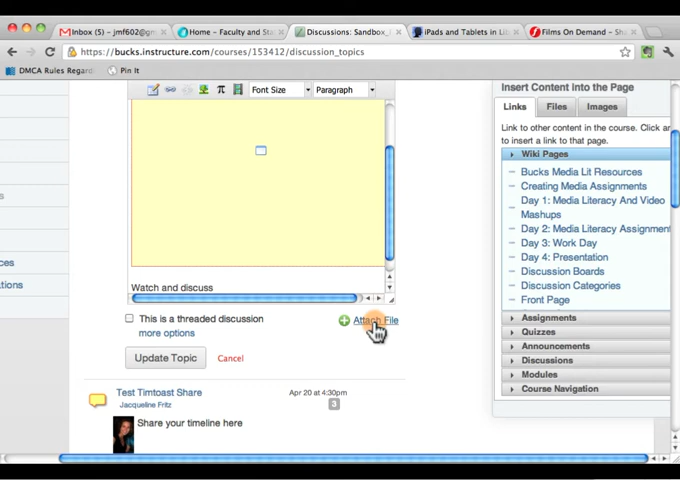 Inbox (5) - jmf602@gm
Home - Faculty and Sta
Discussions: Sandbox_
iPads and Tablets in Lib
Films On Demand - Sh
https://bucks.instructure.com/courses/153412/discussion_topics
DMCA Rules Regardi
Pin It
Font Size
Paragraph
Insert Content into the Page
Links
Files
Images
Link to other content in the course. Click an
to insert a link to that page.
Wiki Pages
Bucks Media Lit Resources
Creating Media Assignments
Day 1: Media Literacy And Video
Mashups
Day 2: Media Literacy Assignment
Day 3: Work Day
Day 4: Presentation
Discussion Boards
Discussion Categories
Front Page
Assignments
Quizzes
Announcements
Discussions
Modules
Course Navigation
s
ces
tions
Watch and discuss
This is a threaded discussion
Attach File
more options
Update Topic
Cancel
Test Timtoast Share
Apr 20 at 4:30pm
Jacqueline Fritz
3
Share your timeline here